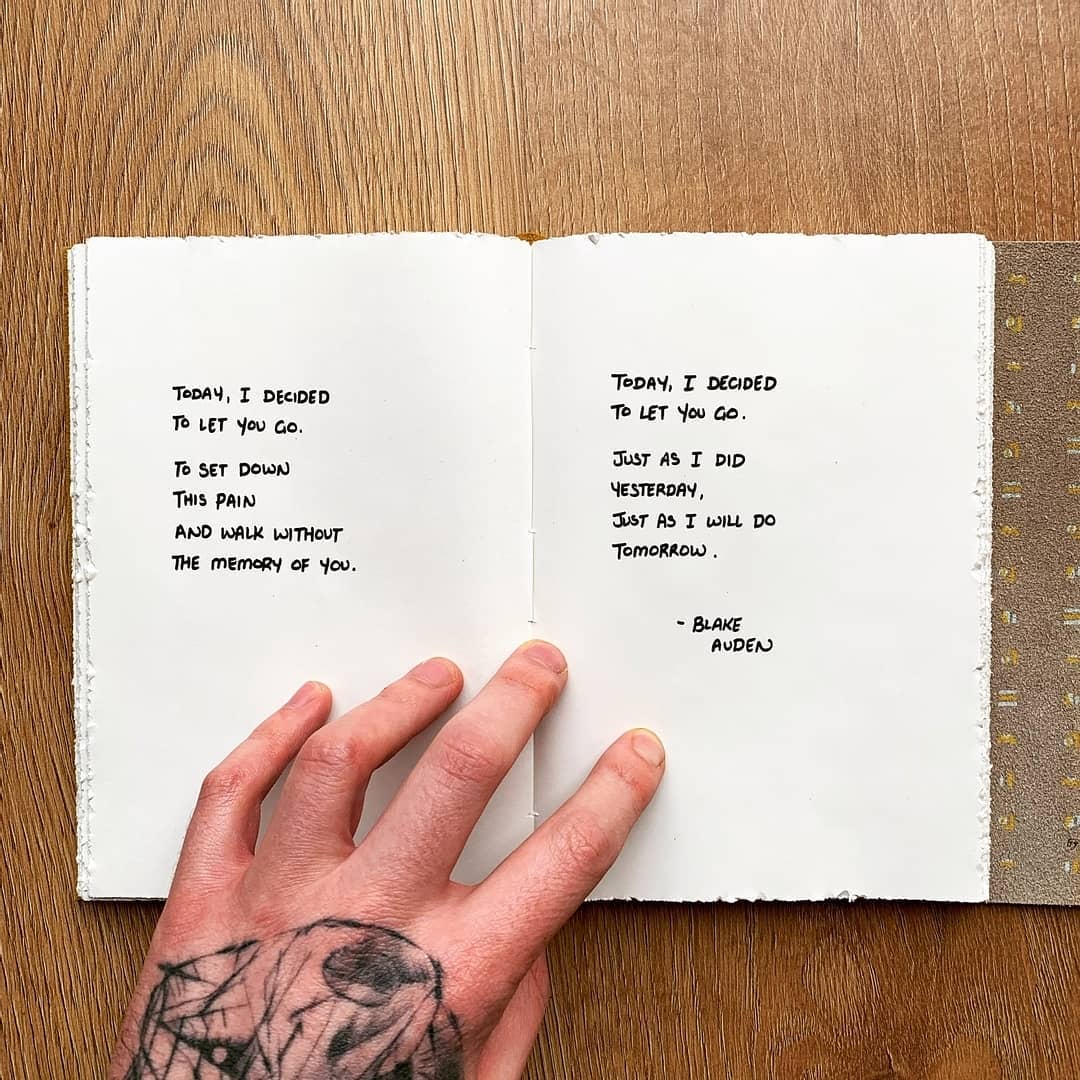 TODAY, I DECIDED
TO LET YOU GO.
TO SET DOWN
THIS PAIN
AND WALK WITHOUT
THE MEMORY OF YOU.
TODAY, I DECIDED
TO LET YOU GO.
JUST AS I DID
YESTERDAY,
JUST AS I WILL DO
TOMORROW.
- BLAKE
AUDEN